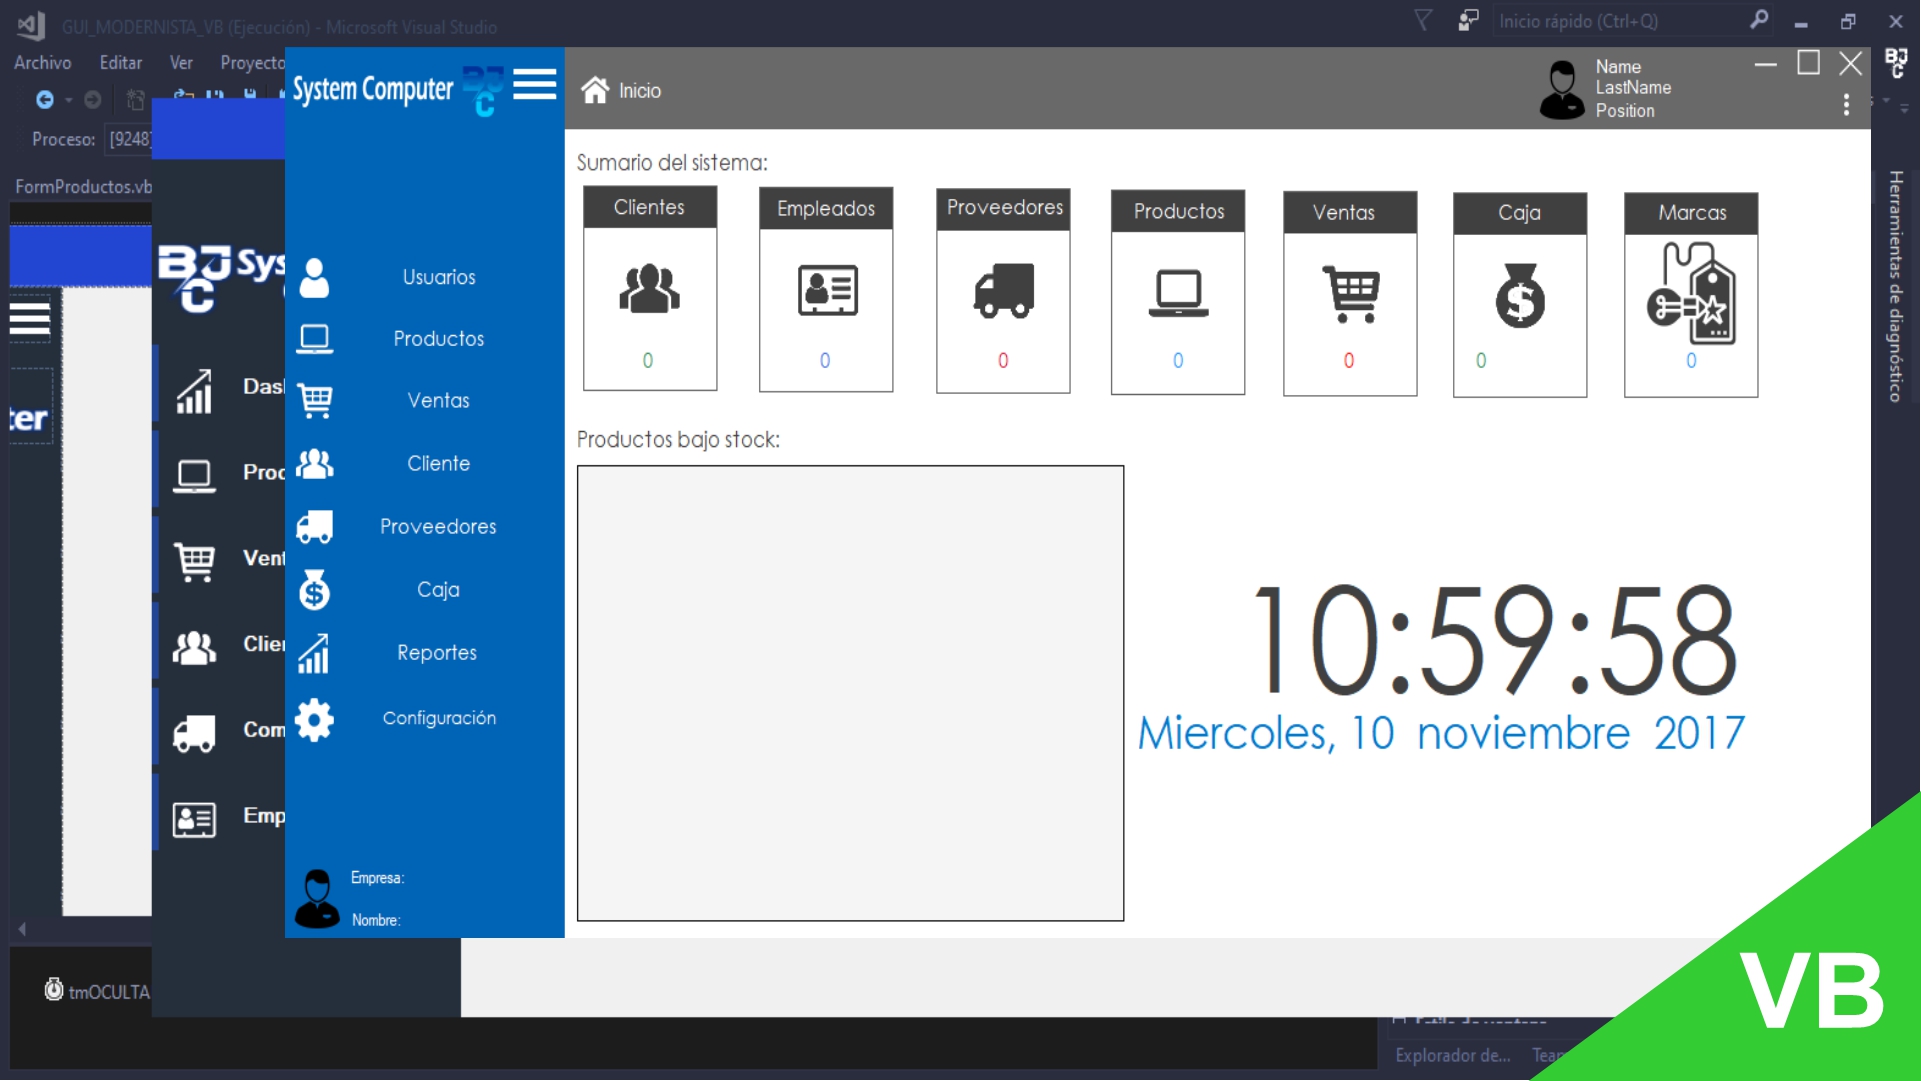 GUI_MODERNISTA_VB (Ejecución) - Microsoft Visual Studio
Inicio rápido (Ctrl+Q)
Archivo Editar Ver Proyecto
Proceso: [9248]
FormProductos.vb
System Computer BJC
Inicio
Name
LastName
Position
BJC
Herramientas de diagnóstico
Sumario del sistema:
Clientes Empleados Proveedores Productos Ventas Caja Marcas
0 0 0 0 0 0 0
BJC Sys
ter
Dash
Prod
Vent
Clien
Com
Emp
Usuarios
Productos
Ventas
Cliente
Proveedores
Caja
Reportes
Configuración
Empresa:
Nombre:
Productos bajo stock:
10:59:58
Miercoles, 10 noviembre 2017
tmOCULTA
Explorador de... Tea
VB